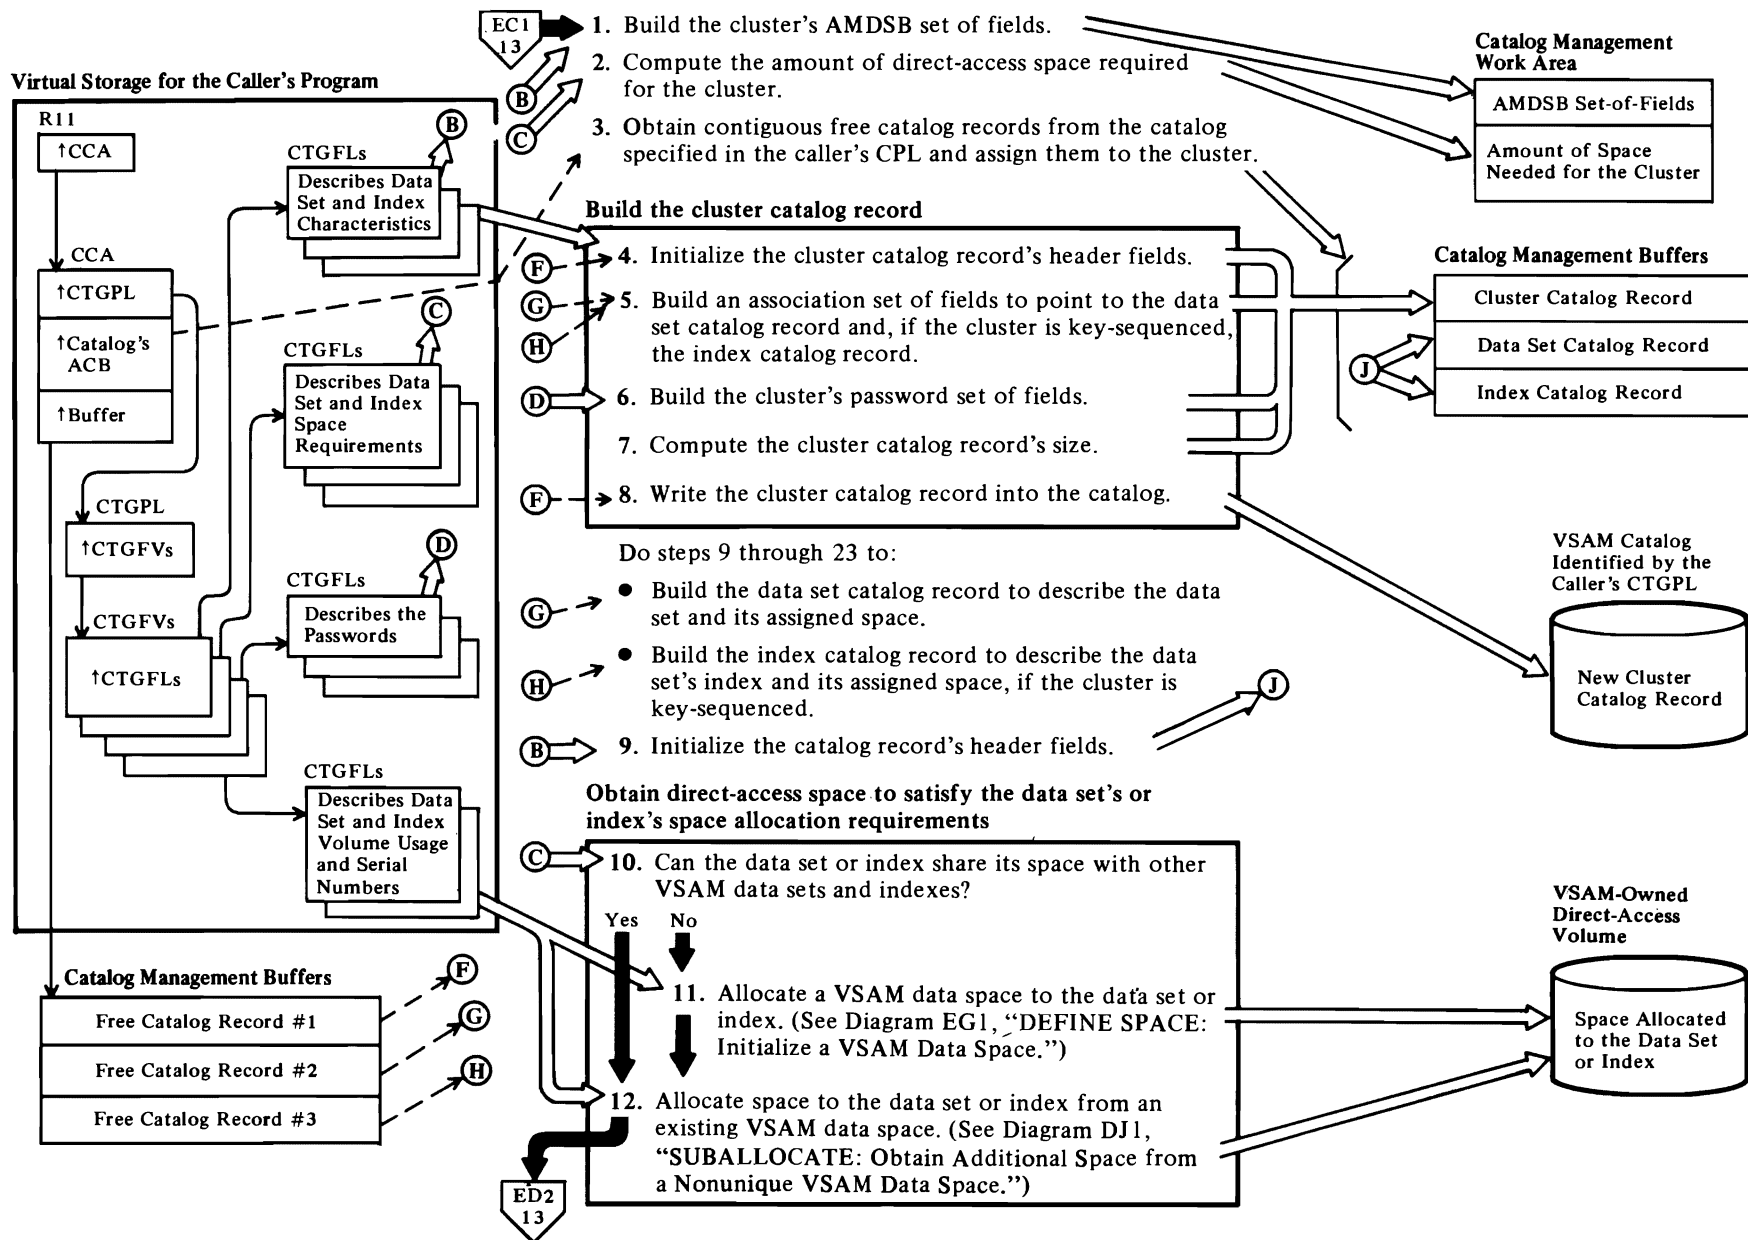 EC1
13
1. Build the cluster's AMDSB set of fields.
2. Compute the amount of direct-access space required
for the cluster.
3. Obtain contiguous free catalog records from the catalog
specified in the caller's CPL and assign them to the cluster.
B
C
Catalog Management
Work Area
AMDSB Set-of-Fields
Amount of Space
Needed for the Cluster
Virtual Storage for the Caller's Program
R11
↑CCA
CCA
↑CTGPL
↑Catalog's
ACB
↑Buffer
CTGPL
↑CTGFVs
CTGFVs
↑CTGFLs
B
CTGFLs
Describes Data
Set and Index
Characteristics
C
CTGFLs
Describes Data
Set and Index
Space
Requirements
D
CTGFLs
Describes the
Passwords
CTGFLs
Describes Data
Set and Index
Volume Usage
and Serial
Numbers
Build the cluster catalog record
F
4. Initialize the cluster catalog record's header fields.
G
H
5. Build an association set of fields to point to the data
set catalog record and, if the cluster is key-sequenced,
the index catalog record.
D
6. Build the cluster's password set of fields.
7. Compute the cluster catalog record's size.
F
8. Write the cluster catalog record into the catalog.
Catalog Management Buffers
Cluster Catalog Record
Data Set Catalog Record
Index Catalog Record
J
Do steps 9 through 23 to:
G
● Build the data set catalog record to describe the data
set and its assigned space.
H
● Build the index catalog record to describe the data
set's index and its assigned space, if the cluster is
key-sequenced.
J
B
9. Initialize the catalog record's header fields.
VSAM Catalog
Identified by the
Caller's CTGPL
New Cluster
Catalog Record
Obtain direct-access space to satisfy the data set's or
index's space allocation requirements
C
10. Can the data set or index share its space with other
VSAM data sets and indexes?
Yes
No
11. Allocate a VSAM data space to the data set or
index. (See Diagram EG1, “DEFINE SPACE:
Initialize a VSAM Data Space.”)
12. Allocate space to the data set or index from an
existing VSAM data space. (See Diagram DJ1,
“SUBALLOCATE: Obtain Additional Space from
a Nonunique VSAM Data Space.”)
ED2
13
VSAM-Owned
Direct-Access
Volume
Space Allocated
to the Data Set
or Index
Catalog Management Buffers
Free Catalog Record #1
Free Catalog Record #2
Free Catalog Record #3
F
G
H